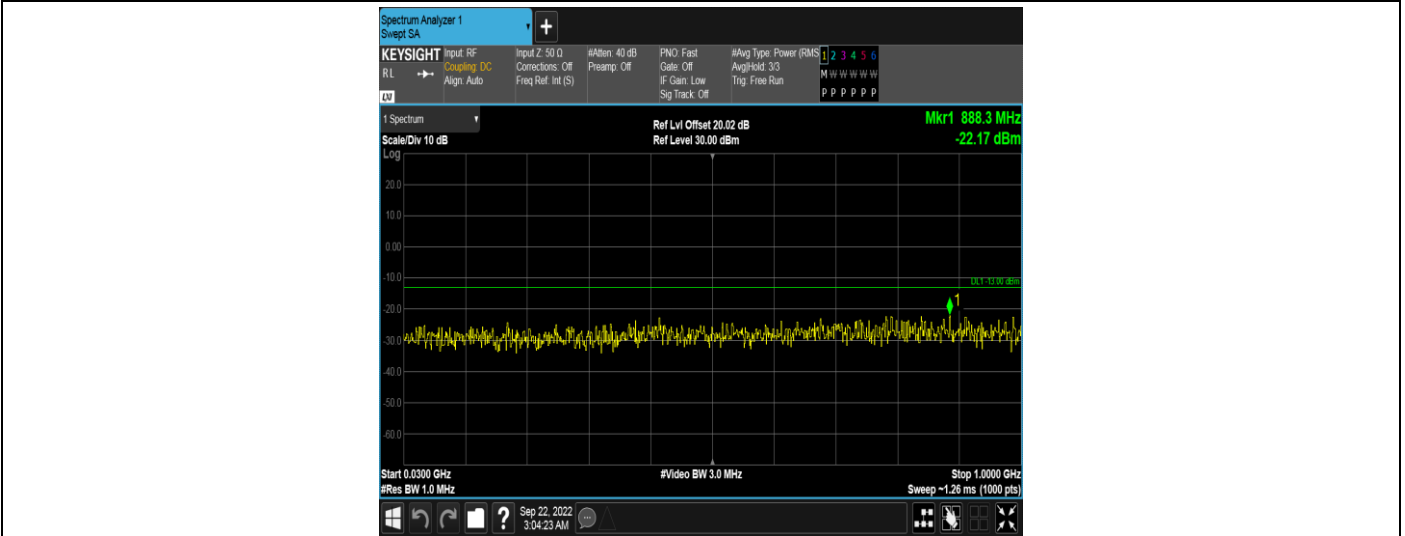 Spectrum Analyzer 1
Swept SA
+
KEYSIGHT
RL
LXI
Input: RF
Coupling: DC
Align: Auto
Input Z: 50 Ω
Corrections: Off
Freq Ref: Int (S)
#Atten: 40 dB
Preamp: Off
PNO: Fast
Gate: Off
IF Gain: Low
Sig Track: Off
#Avg Type: Power (RMS
Avg|Hold: 3/3
Trig: Free Run
1 2 3 4 5 6
M W W W W W
P P P P P P
1 Spectrum
Scale/Div 10 dB
Ref Lvl Offset 20.02 dB
Ref Level 30.00 dBm
Mkr1 888.3 MHz
-22.17 dBm
Log
20.0
10.0
0.00
-10.0
DL1 -13.00 dBm
1
-20.0
-30.0
-40.0
-50.0
-60.0
Start 0.0300 GHz
#Video BW 3.0 MHz
Stop 1.0000 GHz
#Res BW 1.0 MHz
Sweep ~1.26 ms (1000 pts)
?
Sep 22, 2022
3:04:23 AM